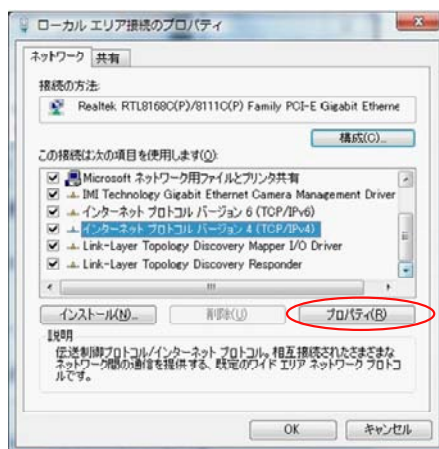 ローカル エリア接続のプロパティ
ネットワーク 共有
接続の方法:
Realtek RTL8168C(P)/8111C(P) Family PCI-E Gigabit Etherne
構成(C)...
この接続は次の項目を使用します(O):
Microsoft ネットワーク用ファイルとプリンタ共有
IMI Technology Gigabit Ethernet Camera Management Driver
インターネット プロトコル バージョン 6 (TCP/IPv6)
インターネット プロトコル バージョン 4 (TCP/IPv4)
Link-Layer Topology Discovery Mapper I/O Driver
Link-Layer Topology Discovery Responder
インストール(N)... 削除(U) プロパティ(R)
説明
伝送制御プロトコル/インターネット プロトコル。相互接続されたさまざまな
ネットワーク間の通信を提供する、既定のワイド エリア ネットワーク プロトコ
ルです。
OK キャンセル